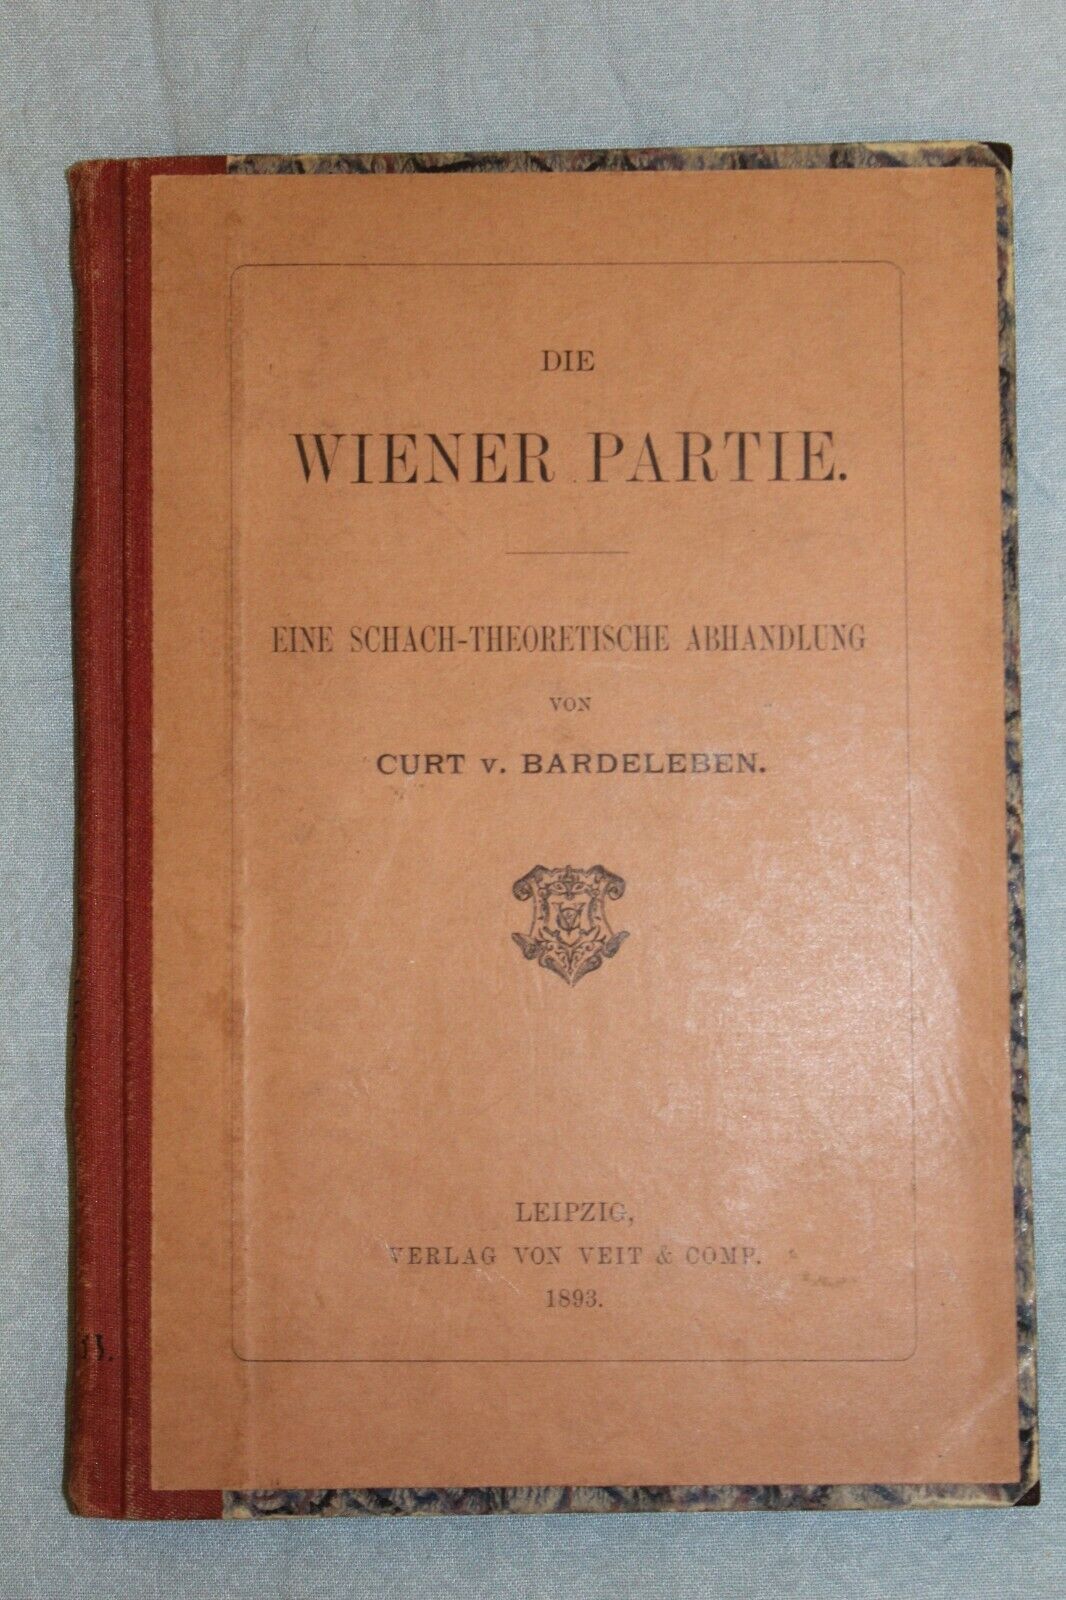 DIE
WIENER PARTIE.
EINE SCHACH-THEORETISCHE ABHANDLUNG
VON
CURT v. BARDELEBEN.
LEIPZIG,
VERLAG VON VEIT & COMP.
1893.